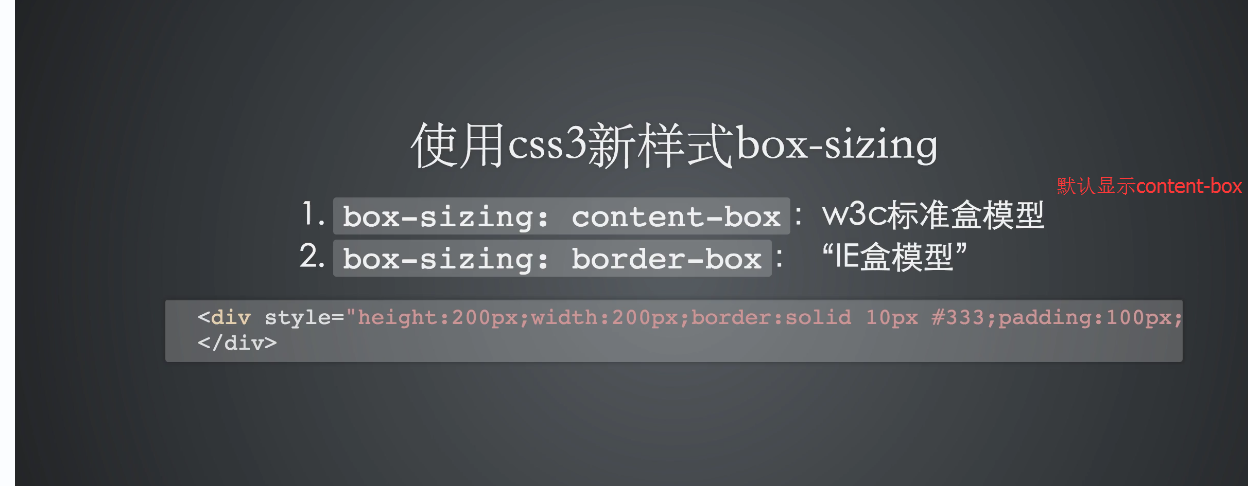 使用css3新样式box-sizing
默认显示content-box
1. box-sizing: content-box： w3c标准盒模型
2. box-sizing: border-box： “IE盒模型”
<div style="height:200px;width:200px;border:solid 10px #333;padding:100px;
</div>